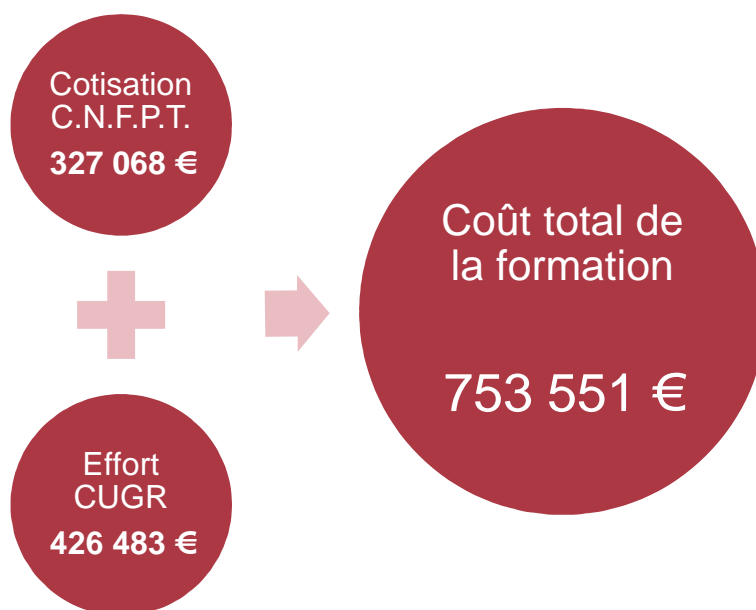 Cotisation
C.N.F.P.T.
327 068 €
Effort
CUGR
426 483 €
Coût total de
la formation
753 551 €